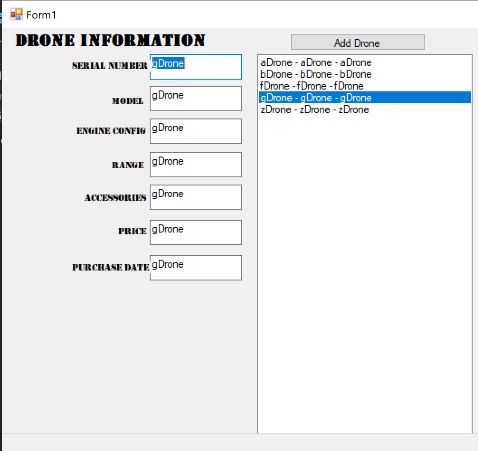 Form1
DRONE INFORMATION
Add Drone
SERIAL NUMBER gDrone
MODEL gDrone
ENGINE CONFIG gDrone
RANGE gDrone
ACCESSORIES gDrone
PRICE gDrone
PURCHASE DATE gDrone
aDrone - aDrone - aDrone
bDrone - bDrone - bDrone
fDrone - fDrone - fDrone
gDrone - gDrone - gDrone
zDrone - zDrone - zDrone